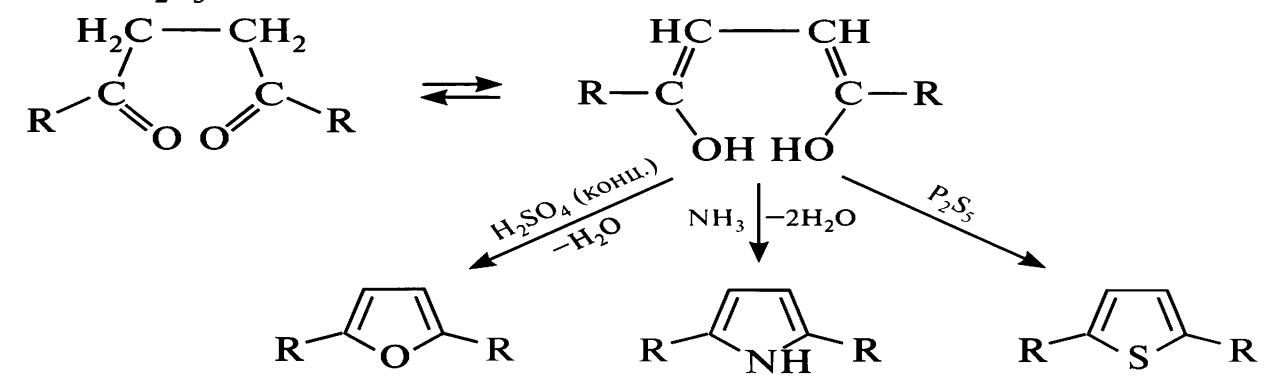 H₂C — CH₂ HC — CH
R — C C — R ⇌ R — C C — R
O O OH HO
H₂SO₄ (конц.) NH₃ −2H₂O P₂S₅
−H₂O
R O R R NH R R S R